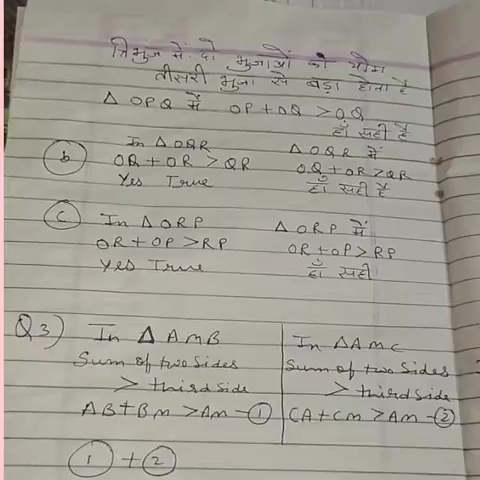 त्रिभुज में दो भुजाओं का योग
तीसरी भुजा से बड़ा होता है
Δ OPQ में OP + OQ > OQ
हाँ सही है
(b) In Δ OQR Δ OQR में
OQ + OR > QR OQ + OR > QR
Yes True हाँ सही है
(c) In Δ ORP Δ ORP में
OR + OP > RP OR + OP > RP
Yes True हाँ सही
Q 3) In Δ AMB In Δ AMC
Sum of two sides Sum of two sides
> third side > third side
AB + BM > AM - (1) CA + CM > AM - (2)
(1) + (2)